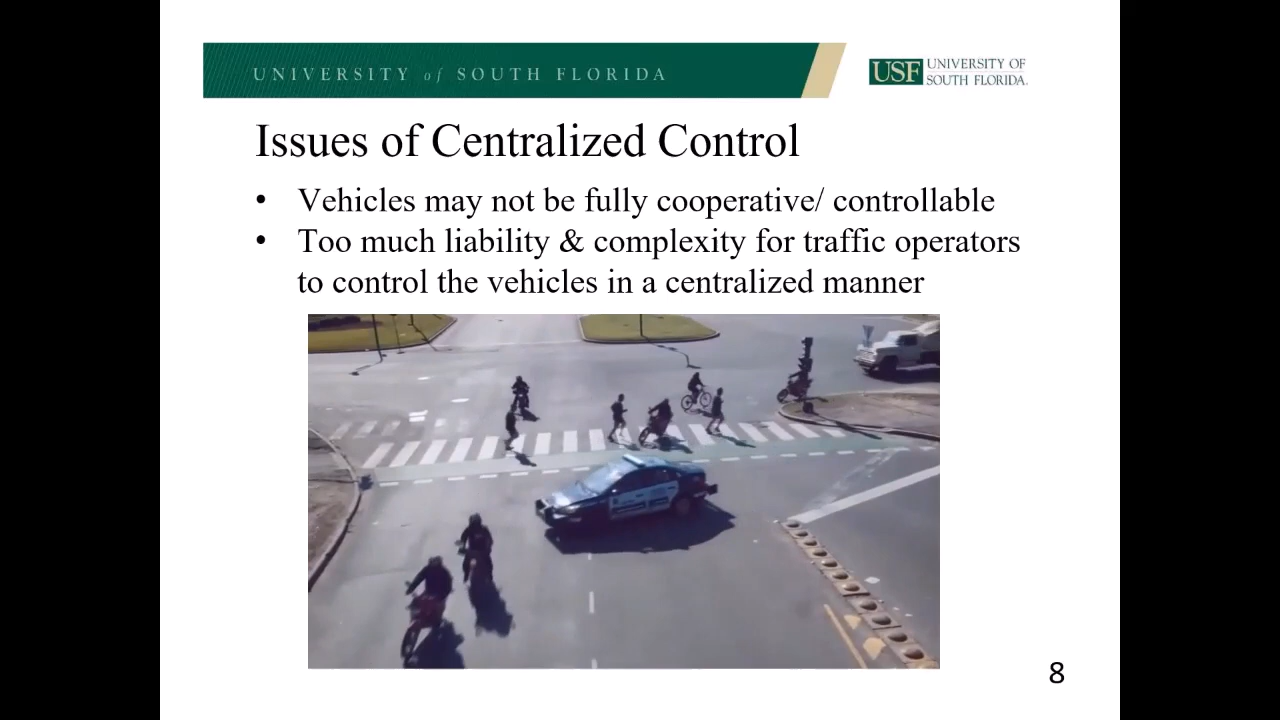 UNIVERSITY of SOUTH FLORIDA
USF UNIVERSITY OF
SOUTH FLORIDA.
Issues of Centralized Control
• Vehicles may not be fully cooperative/ controllable
• Too much liability & complexity for traffic operators
to control the vehicles in a centralized manner
8